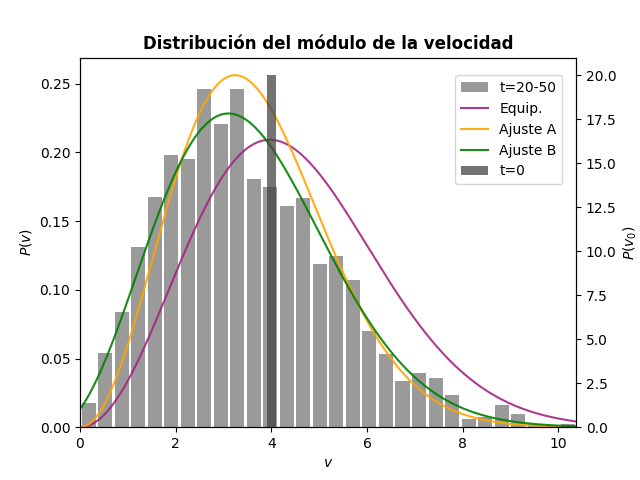 Distribución del módulo de la velocidad
t=20-50
Equip.
Ajuste A
Ajuste B
t=0
P(v)
0.25
0.20
0.15
0.10
0.05
0.00
20.0
17.5
15.0
12.5
10.0
7.5
5.0
2.5
0.0
P(v₀)
0 2 4 6 8 10
v